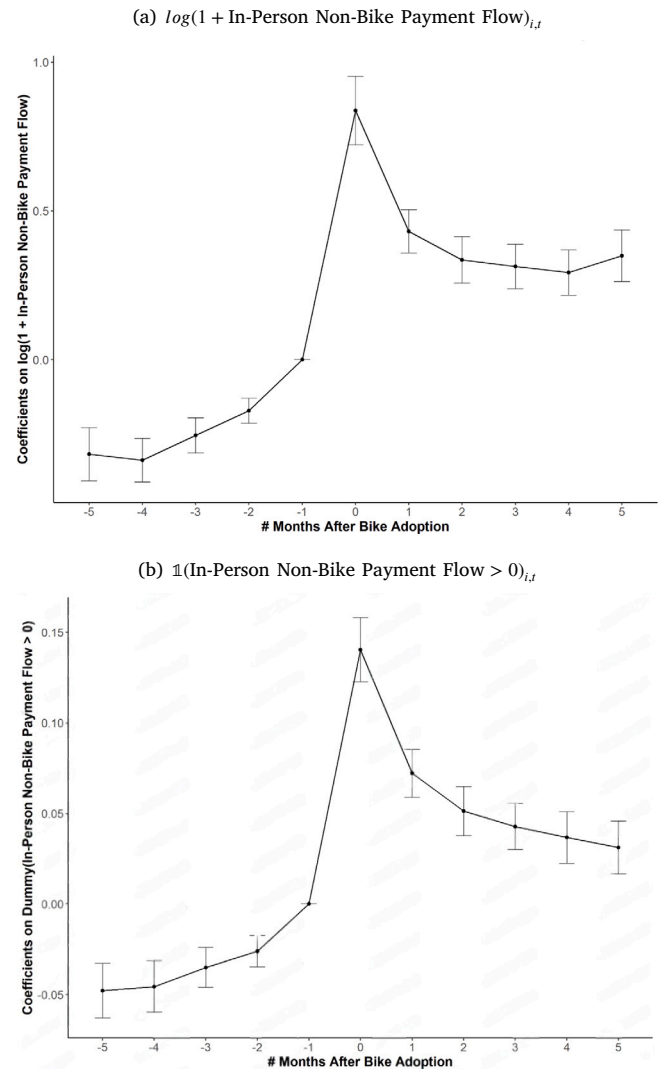 (a) log(1 + In-Person Non-Bike Payment Flow)i,t
Coefficients on log(1 + In-Person Non-Bike Payment Flow)
1.0
0.5
0.0
-5 -4 -3 -2 -1 0 1 2 3 4 5
# Months After Bike Adoption
(b) 𝟙(In-Person Non-Bike Payment Flow > 0)i,t
Coefficients on Dummy(In-Person Non-Bike Payment Flow > 0)
0.15
0.10
0.05
0.00
-0.05
-5 -4 -3 -2 -1 0 1 2 3 4 5
# Months After Bike Adoption